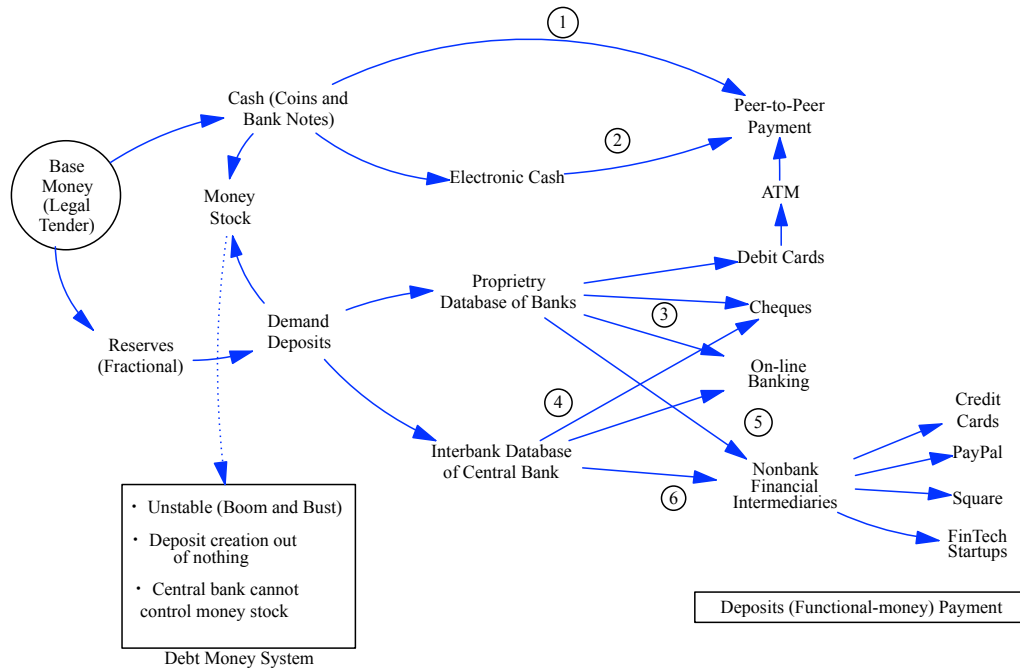 1
Cash (Coins and
Bank Notes)
Peer-to-Peer
Payment
2
Base
Money
(Legal
Tender)
Electronic Cash
Money
Stock
ATM
Debit Cards
Proprietry
Database of Banks
Cheques
3
Demand
Deposits
Reserves
(Fractional)
On-line
Banking
4
5
Credit
Cards
Interbank Database
of Central Bank
PayPal
Nonbank
Financial
Intermediaries
6
Square
FinTech
Startups
・ Unstable (Boom and Bust)
・ Deposit creation out
of nothing
・ Central bank cannot
control money stock
Deposits (Functional-money) Payment
Debt Money System